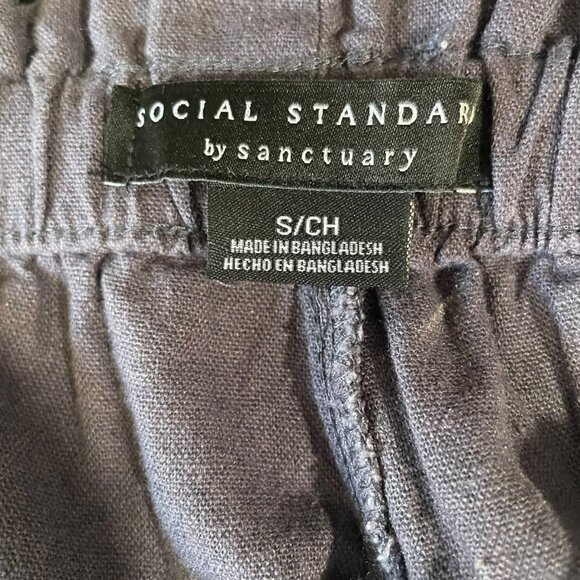 SOCIAL STANDAR
by sanctuary
S/CH
MADE IN BANGLADESH
HECHO EN BANGLADESH